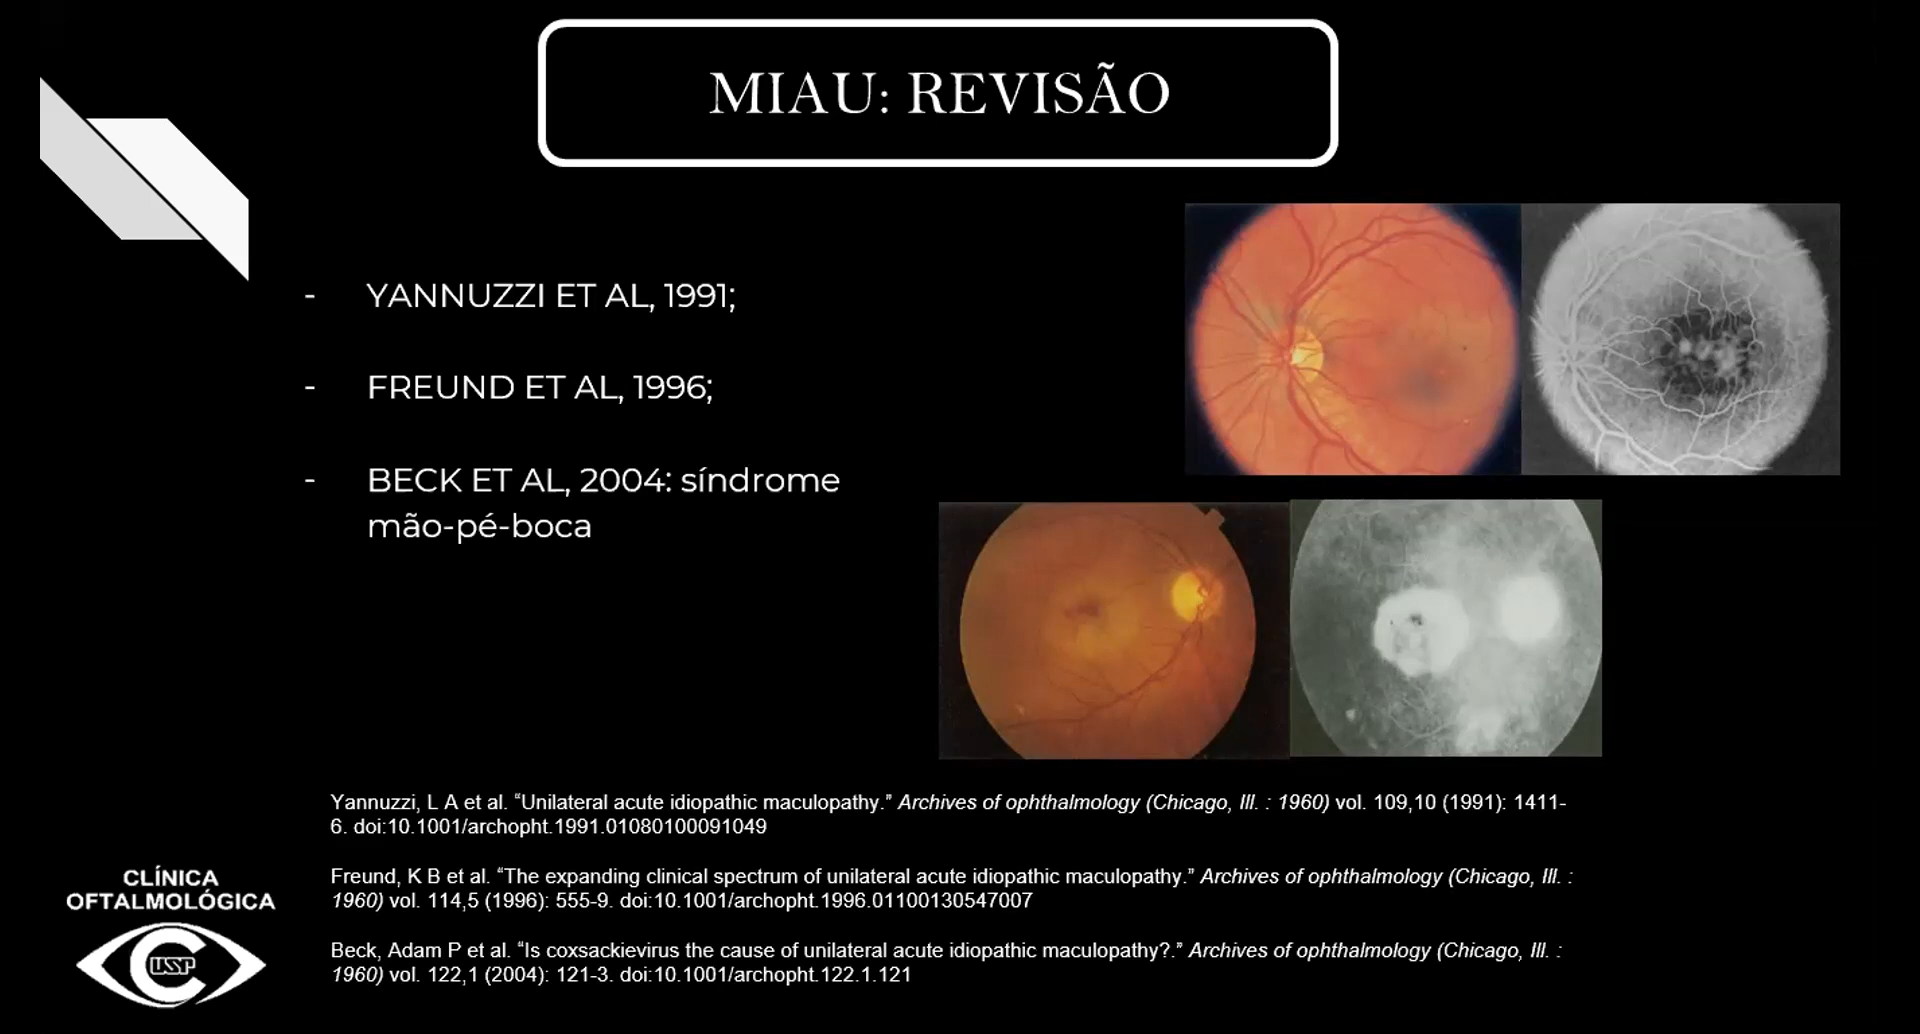 MIAU: REVISÃO
- YANNUZZI ET AL, 1991;
- FREUND ET AL, 1996;
- BECK ET AL, 2004: síndrome
mão-pé-boca
Yannuzzi, L A et al. “Unilateral acute idiopathic maculopathy.” Archives of ophthalmology (Chicago, Ill. : 1960) vol. 109,10 (1991): 1411-
6. doi:10.1001/archopht.1991.01080100091049
Freund, K B et al. “The expanding clinical spectrum of unilateral acute idiopathic maculopathy.” Archives of ophthalmology (Chicago, Ill. :
1960) vol. 114,5 (1996): 555-9. doi:10.1001/archopht.1996.01100130547007
Beck, Adam P et al. “Is coxsackievirus the cause of unilateral acute idiopathic maculopathy?.” Archives of ophthalmology (Chicago, Ill. :
1960) vol. 122,1 (2004): 121-3. doi:10.1001/archopht.122.1.121
CLÍNICA
OFTALMOLÓGICA
C USP